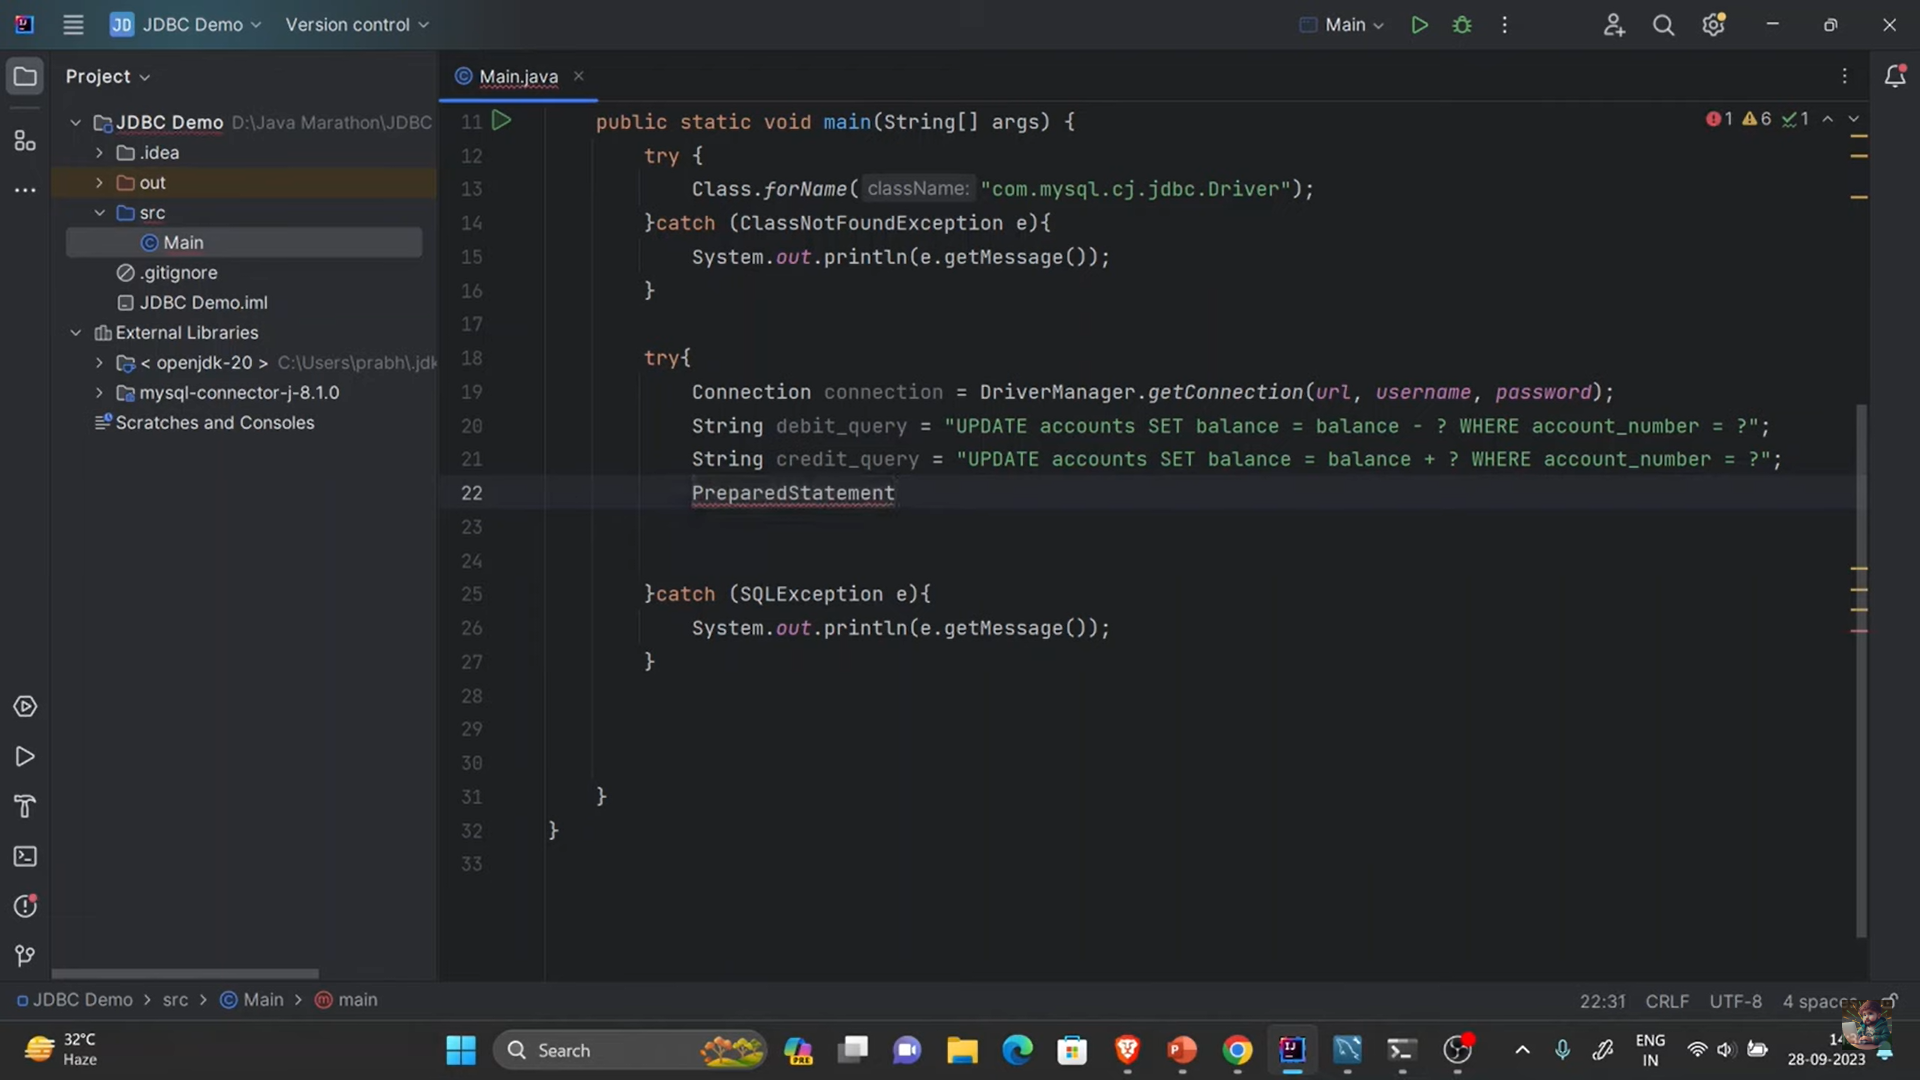 JD JDBC Demo Version control Main
Project
Main.java
JDBC Demo D:\Java Marathon\JDBC
.idea
out
src
Main
.gitignore
JDBC Demo.iml
External Libraries
< openjdk-20 > C:\Users\prabh\.jdk
mysql-connector-j-8.1.0
Scratches and Consoles
1 6 1
11 public static void main(String[] args) {
12 try {
13 Class.forName( className: "com.mysql.cj.jdbc.Driver");
14 }catch (ClassNotFoundException e){
15 System.out.println(e.getMessage());
16 }
17
18 try{
19 Connection connection = DriverManager.getConnection(url, username, password);
20 String debit_query = "UPDATE accounts SET balance = balance - ? WHERE account_number = ?";
21 String credit_query = "UPDATE accounts SET balance = balance + ? WHERE account_number = ?";
22 PreparedStatement
23
24
25 }catch (SQLException e){
26 System.out.println(e.getMessage());
27 }
28
29
30
31 }
32 }
33
JDBC Demo > src > Main > main
22:31 CRLF UTF-8 4 spaces
32°C
Haze
Search
PRE
ENG
IN
28-09-2023